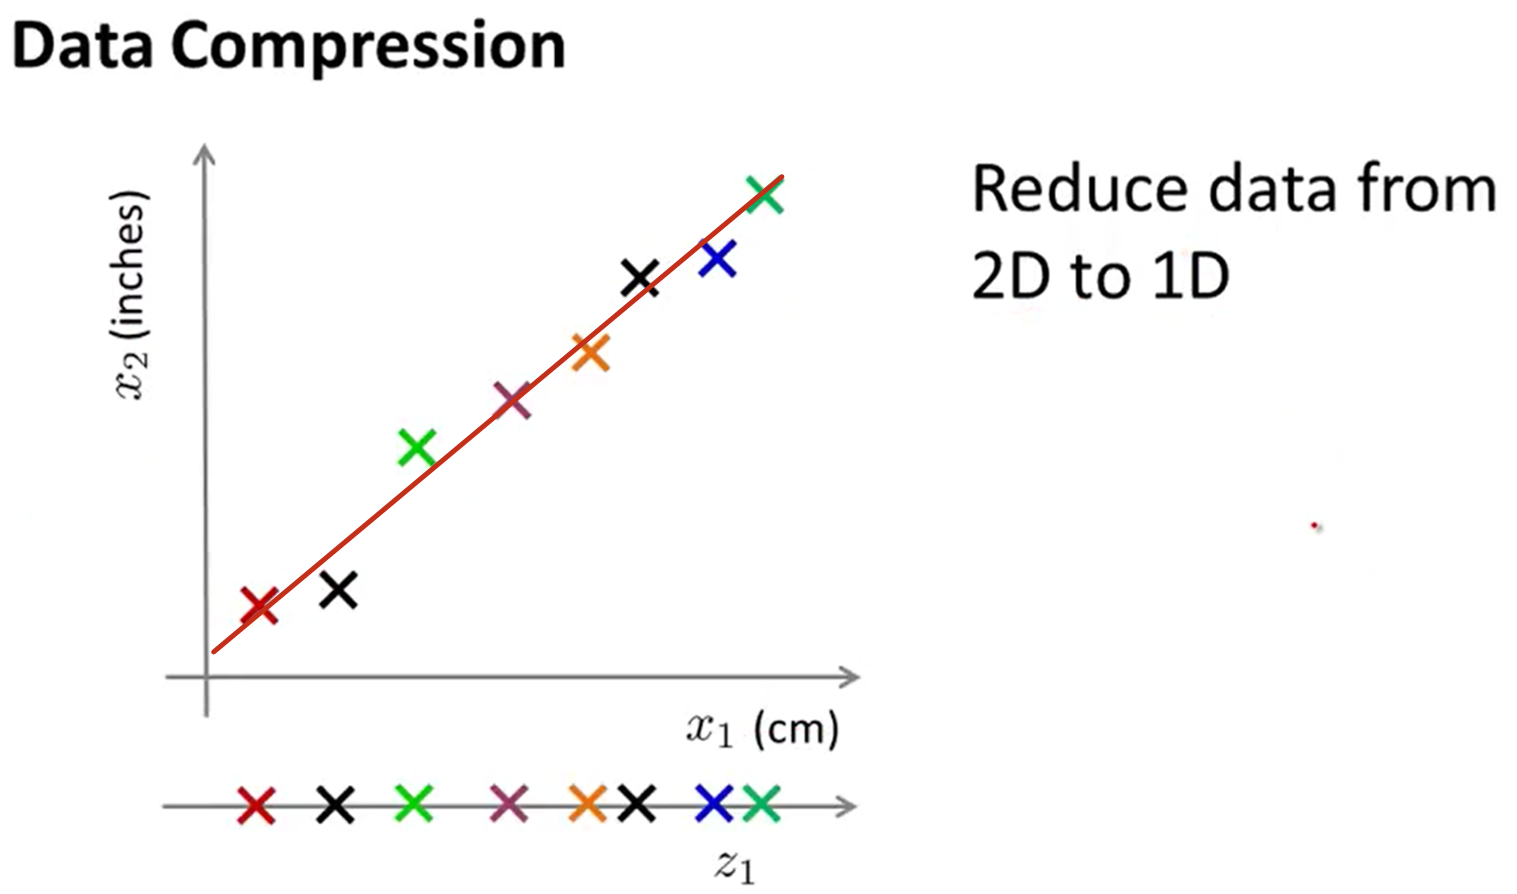 Data Compression
x₂ (inches)
Reduce data from
2D to 1D
x₁ (cm)
z₁